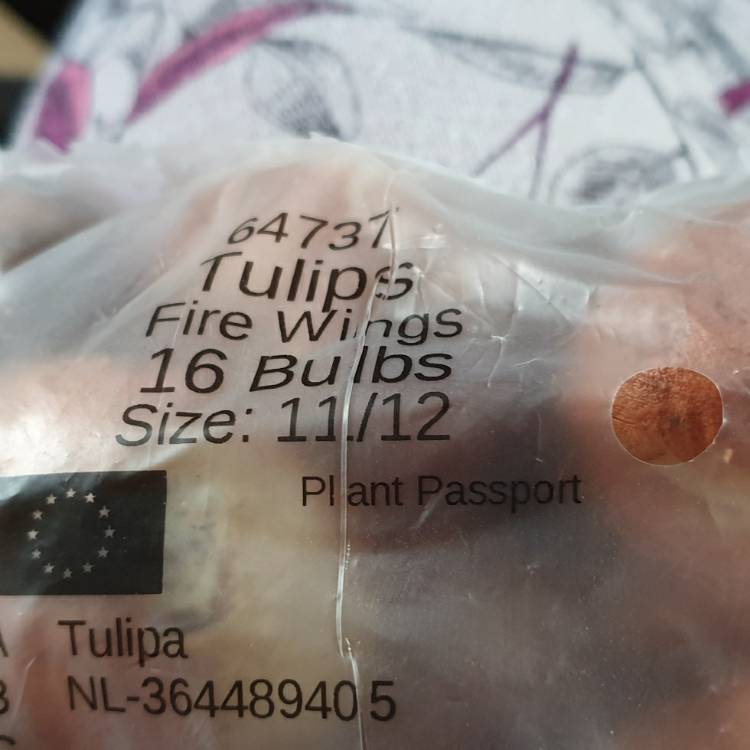 64737
Tulips
Fire Wings
16 Bulbs
Size: 11/12
Plant Passport
A Tulipa
B NL-364489405